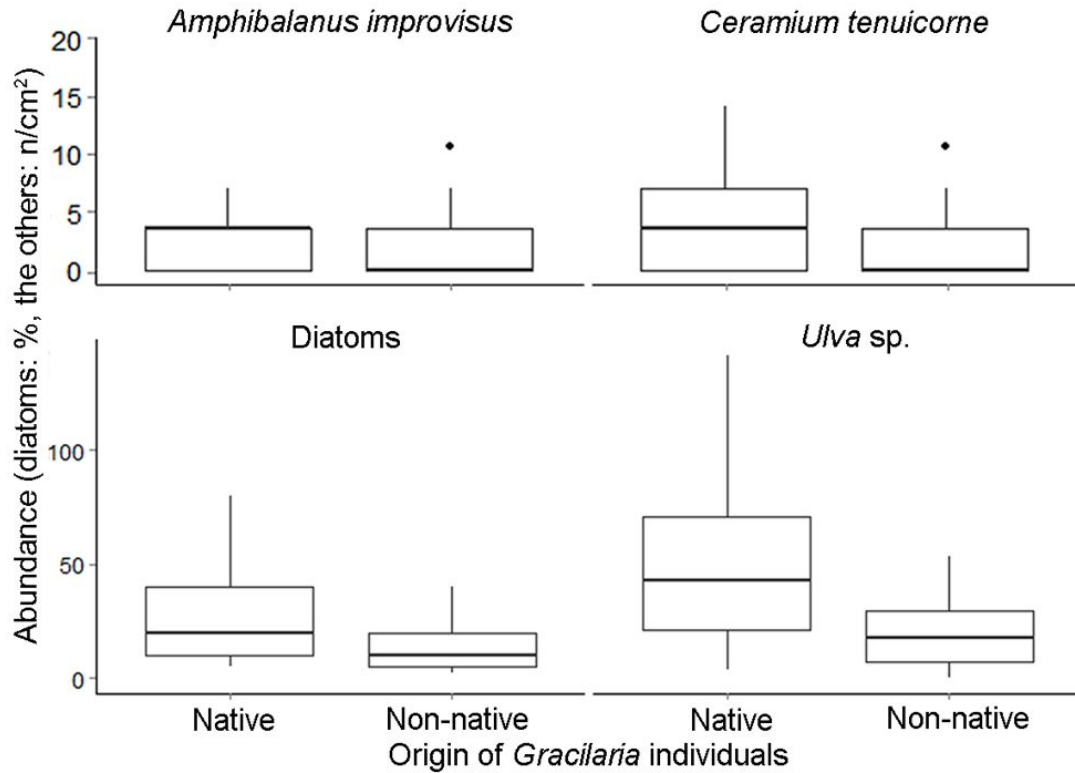 Amphibalanus improvisus
Ceramium tenuicorne
20
15
10
5
0
Diatoms
Ulva sp.
100
50
0
Abundance (diatoms: %, the others: n/cm²)
Native
Non-native
Native
Non-native
Origin of Gracilaria individuals